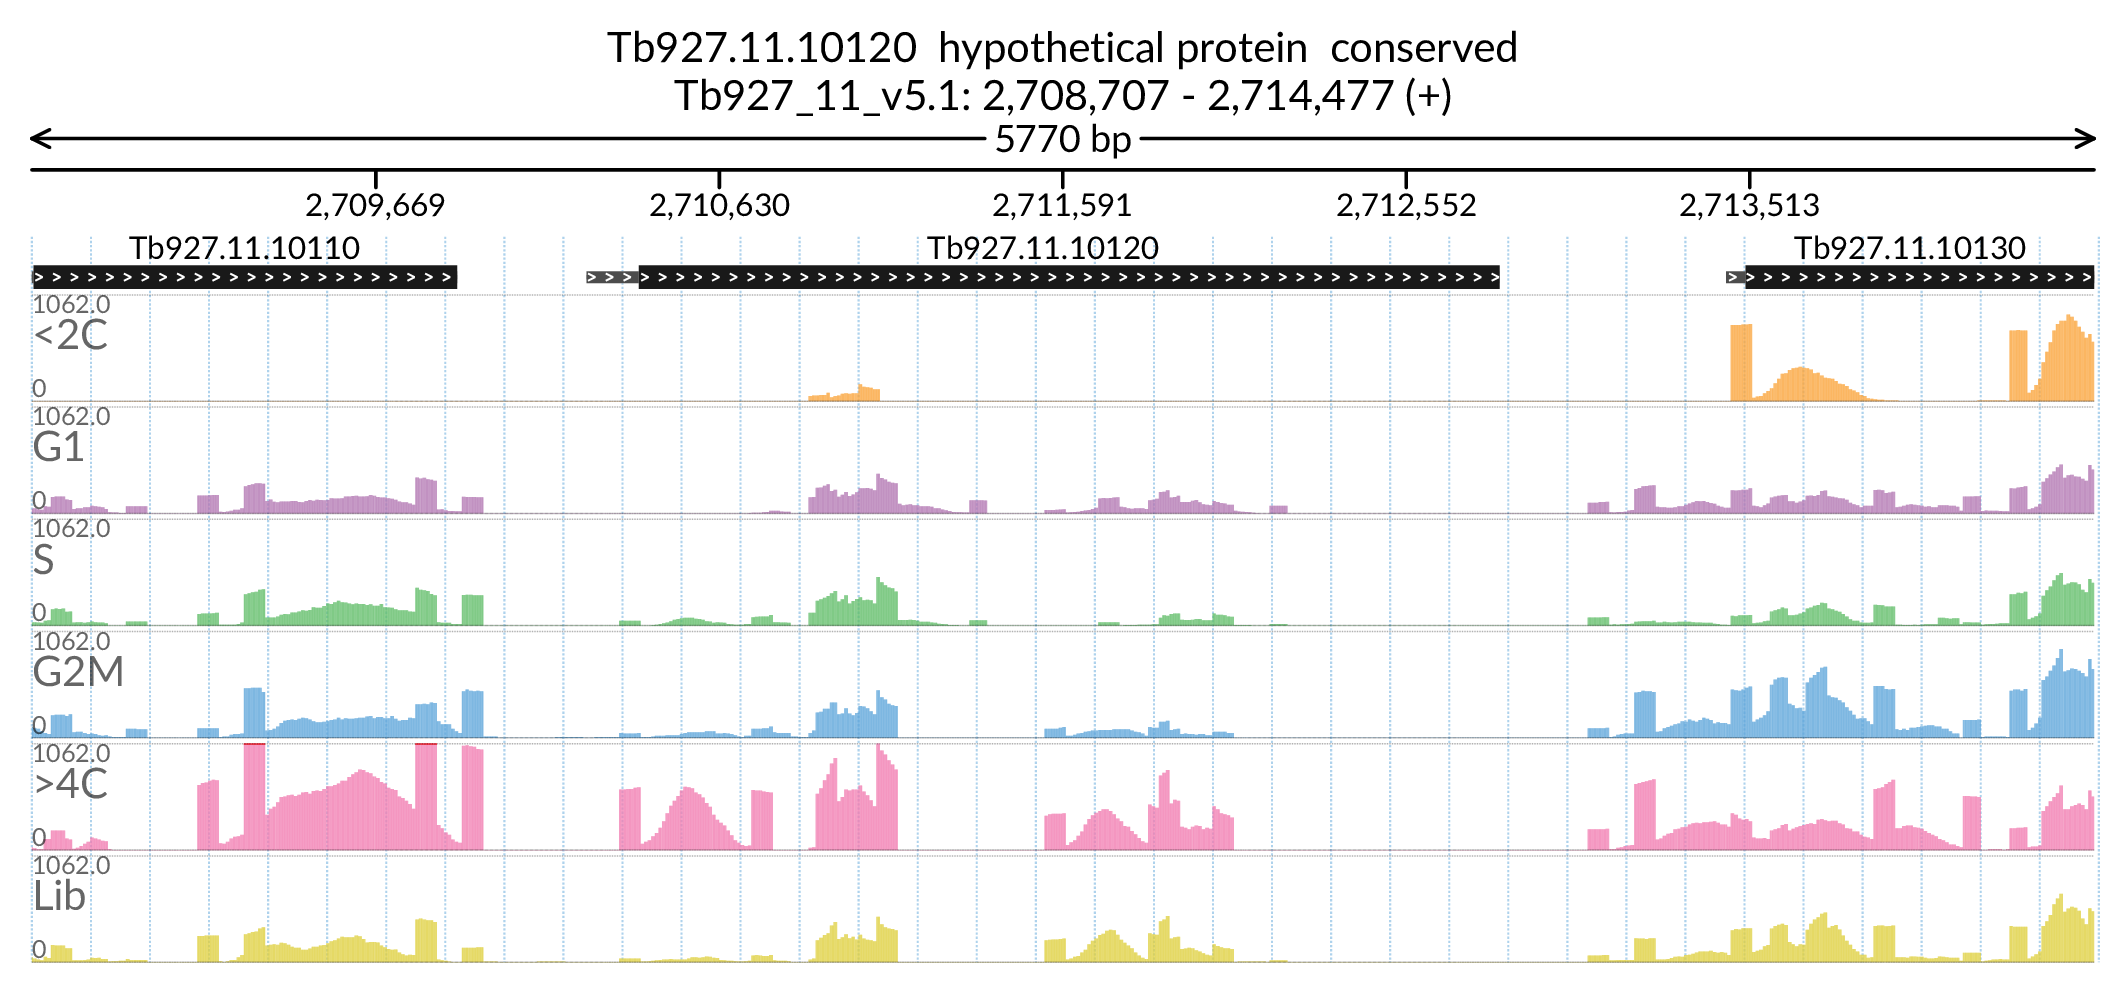 Tb927.11.10120 hypothetical protein conserved
Tb927_11_v5.1: 2,708,707 - 2,714,477 (+)
5770 bp
2,709,669 2,710,630 2,711,591 2,712,552 2,713,513
Tb927.11.10110 Tb927.11.10120 Tb927.11.10130
1062.0
<2C
0
1062.0
G1
0
1062.0
S
0
1062.0
G2M
0
1062.0
>4C
0
1062.0
Lib
0